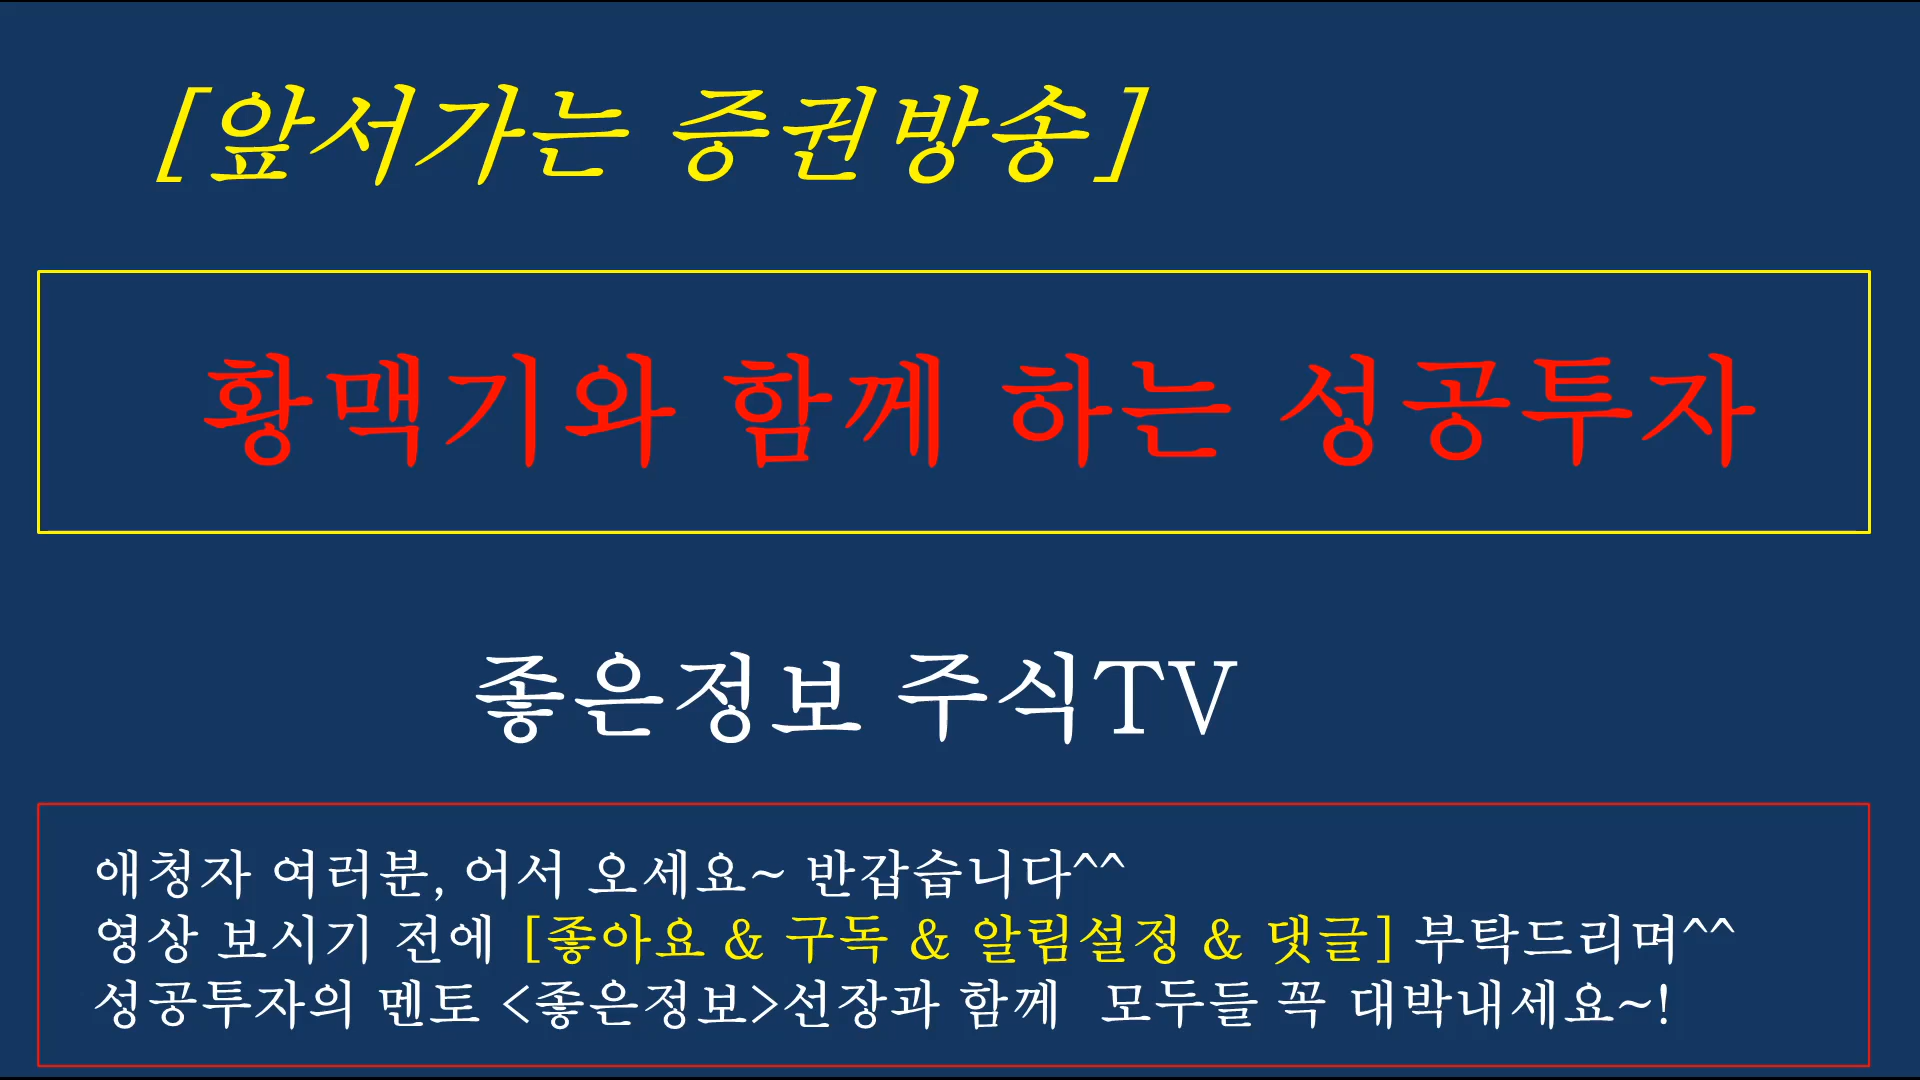 [앞서가는 증권방송]
황맥기와 함께 하는 성공투자
좋은정보 주식TV
애청자 여러분, 어서 오세요~ 반갑습니다^^
영상 보시기 전에 [좋아요 & 구독 & 알림설정 & 댓글] 부탁드리며^^
성공투자의 멘토 <좋은정보>선장과 함께 모두들 꼭 대박내세요~!